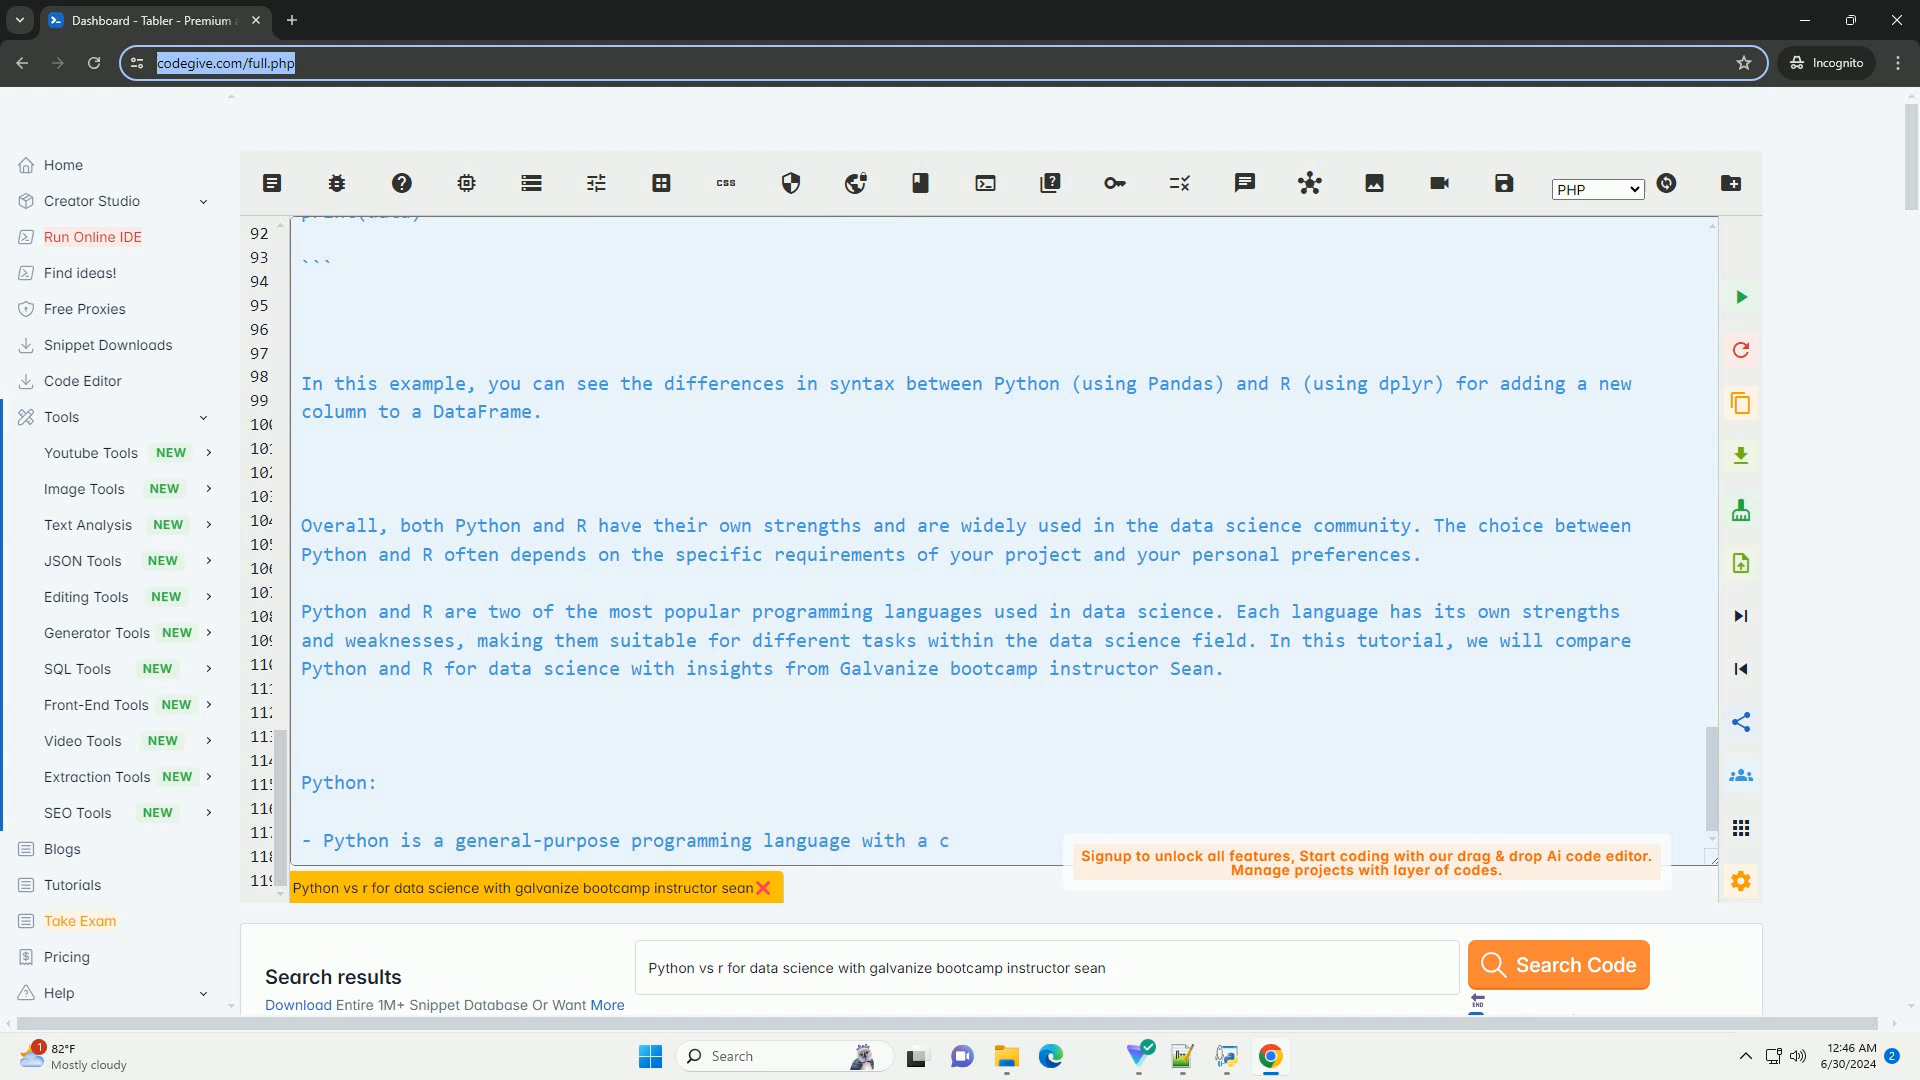 Dashboard - Tabler - Premium
codegive.com/full.php
Incognito
Home
Creator Studio
Run Online IDE
Find ideas!
Free Proxies
Snippet Downloads
Code Editor
Tools
Youtube Tools NEW
Image Tools NEW
Text Analysis NEW
JSON Tools NEW
Editing Tools NEW
Generator Tools NEW
SQL Tools NEW
Front-End Tools NEW
Video Tools NEW
Extraction Tools NEW
SEO Tools NEW
Blogs
Tutorials
Take Exam
Pricing
Help
css
PHP
92
93
94
95
96
97
98
99
```
In this example, you can see the differences in syntax between Python (using Pandas) and R (using dplyr) for adding a new
column to a DataFrame.
Overall, both Python and R have their own strengths and are widely used in the data science community. The choice between
Python and R often depends on the specific requirements of your project and your personal preferences.
Python and R are two of the most popular programming languages used in data science. Each language has its own strengths
and weaknesses, making them suitable for different tasks within the data science field. In this tutorial, we will compare
Python and R for data science with insights from Galvanize bootcamp instructor Sean.
Python:
- Python is a general-purpose programming language with a c
Signup to unlock all features, Start coding with our drag & drop Ai code editor.
Manage projects with layer of codes.
Python vs r for data science with galvanize bootcamp instructor sean
Search results
Download Entire 1M+ Snippet Database Or Want More
Python vs r for data science with galvanize bootcamp instructor sean
Search Code
END
1
82°F
Mostly cloudy
Search
12:46 AM
6/30/2024
2